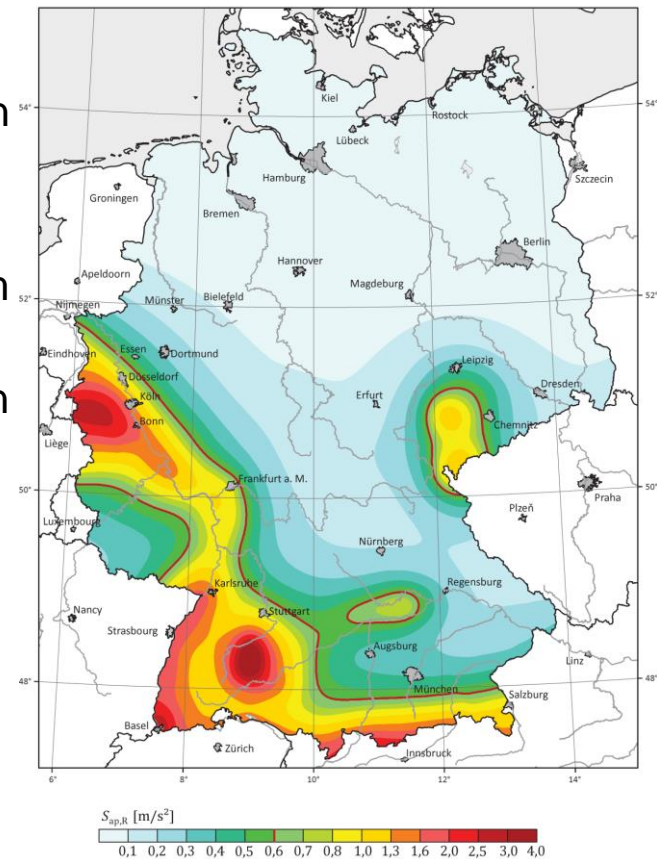 54°
54°
Kiel
Rostock
Lübeck
Hamburg
Szczecin
Groningen
Bremen
Berlin
Apeldoorn
Hannover
Magdeburg
52°
52°
Nijmegen
Münster
Bielefeld
Eindhoven
Essen
Dortmund
Leipzig
Düsseldorf
Dresden
Köln
Erfurt
Chemnitz
Bonn
Liège
50°
Frankfurt a. M.
50°
Praha
Luxembourg
Plzeň
Nürnberg
Karlsruhe
Regensburg
Nancy
Stuttgart
Strasbourg
Augsburg
Linz
48°
München
48°
Salzburg
Basel
Zürich
Innsbruck
6° 8° 10° 12° 14°
S_ap,R [m/s²]
0,1 0,2 0,3 0,4 0,5 0,6 0,7 0,8 1,0 1,3 1,6 2,0 2,5 3,0 4,0